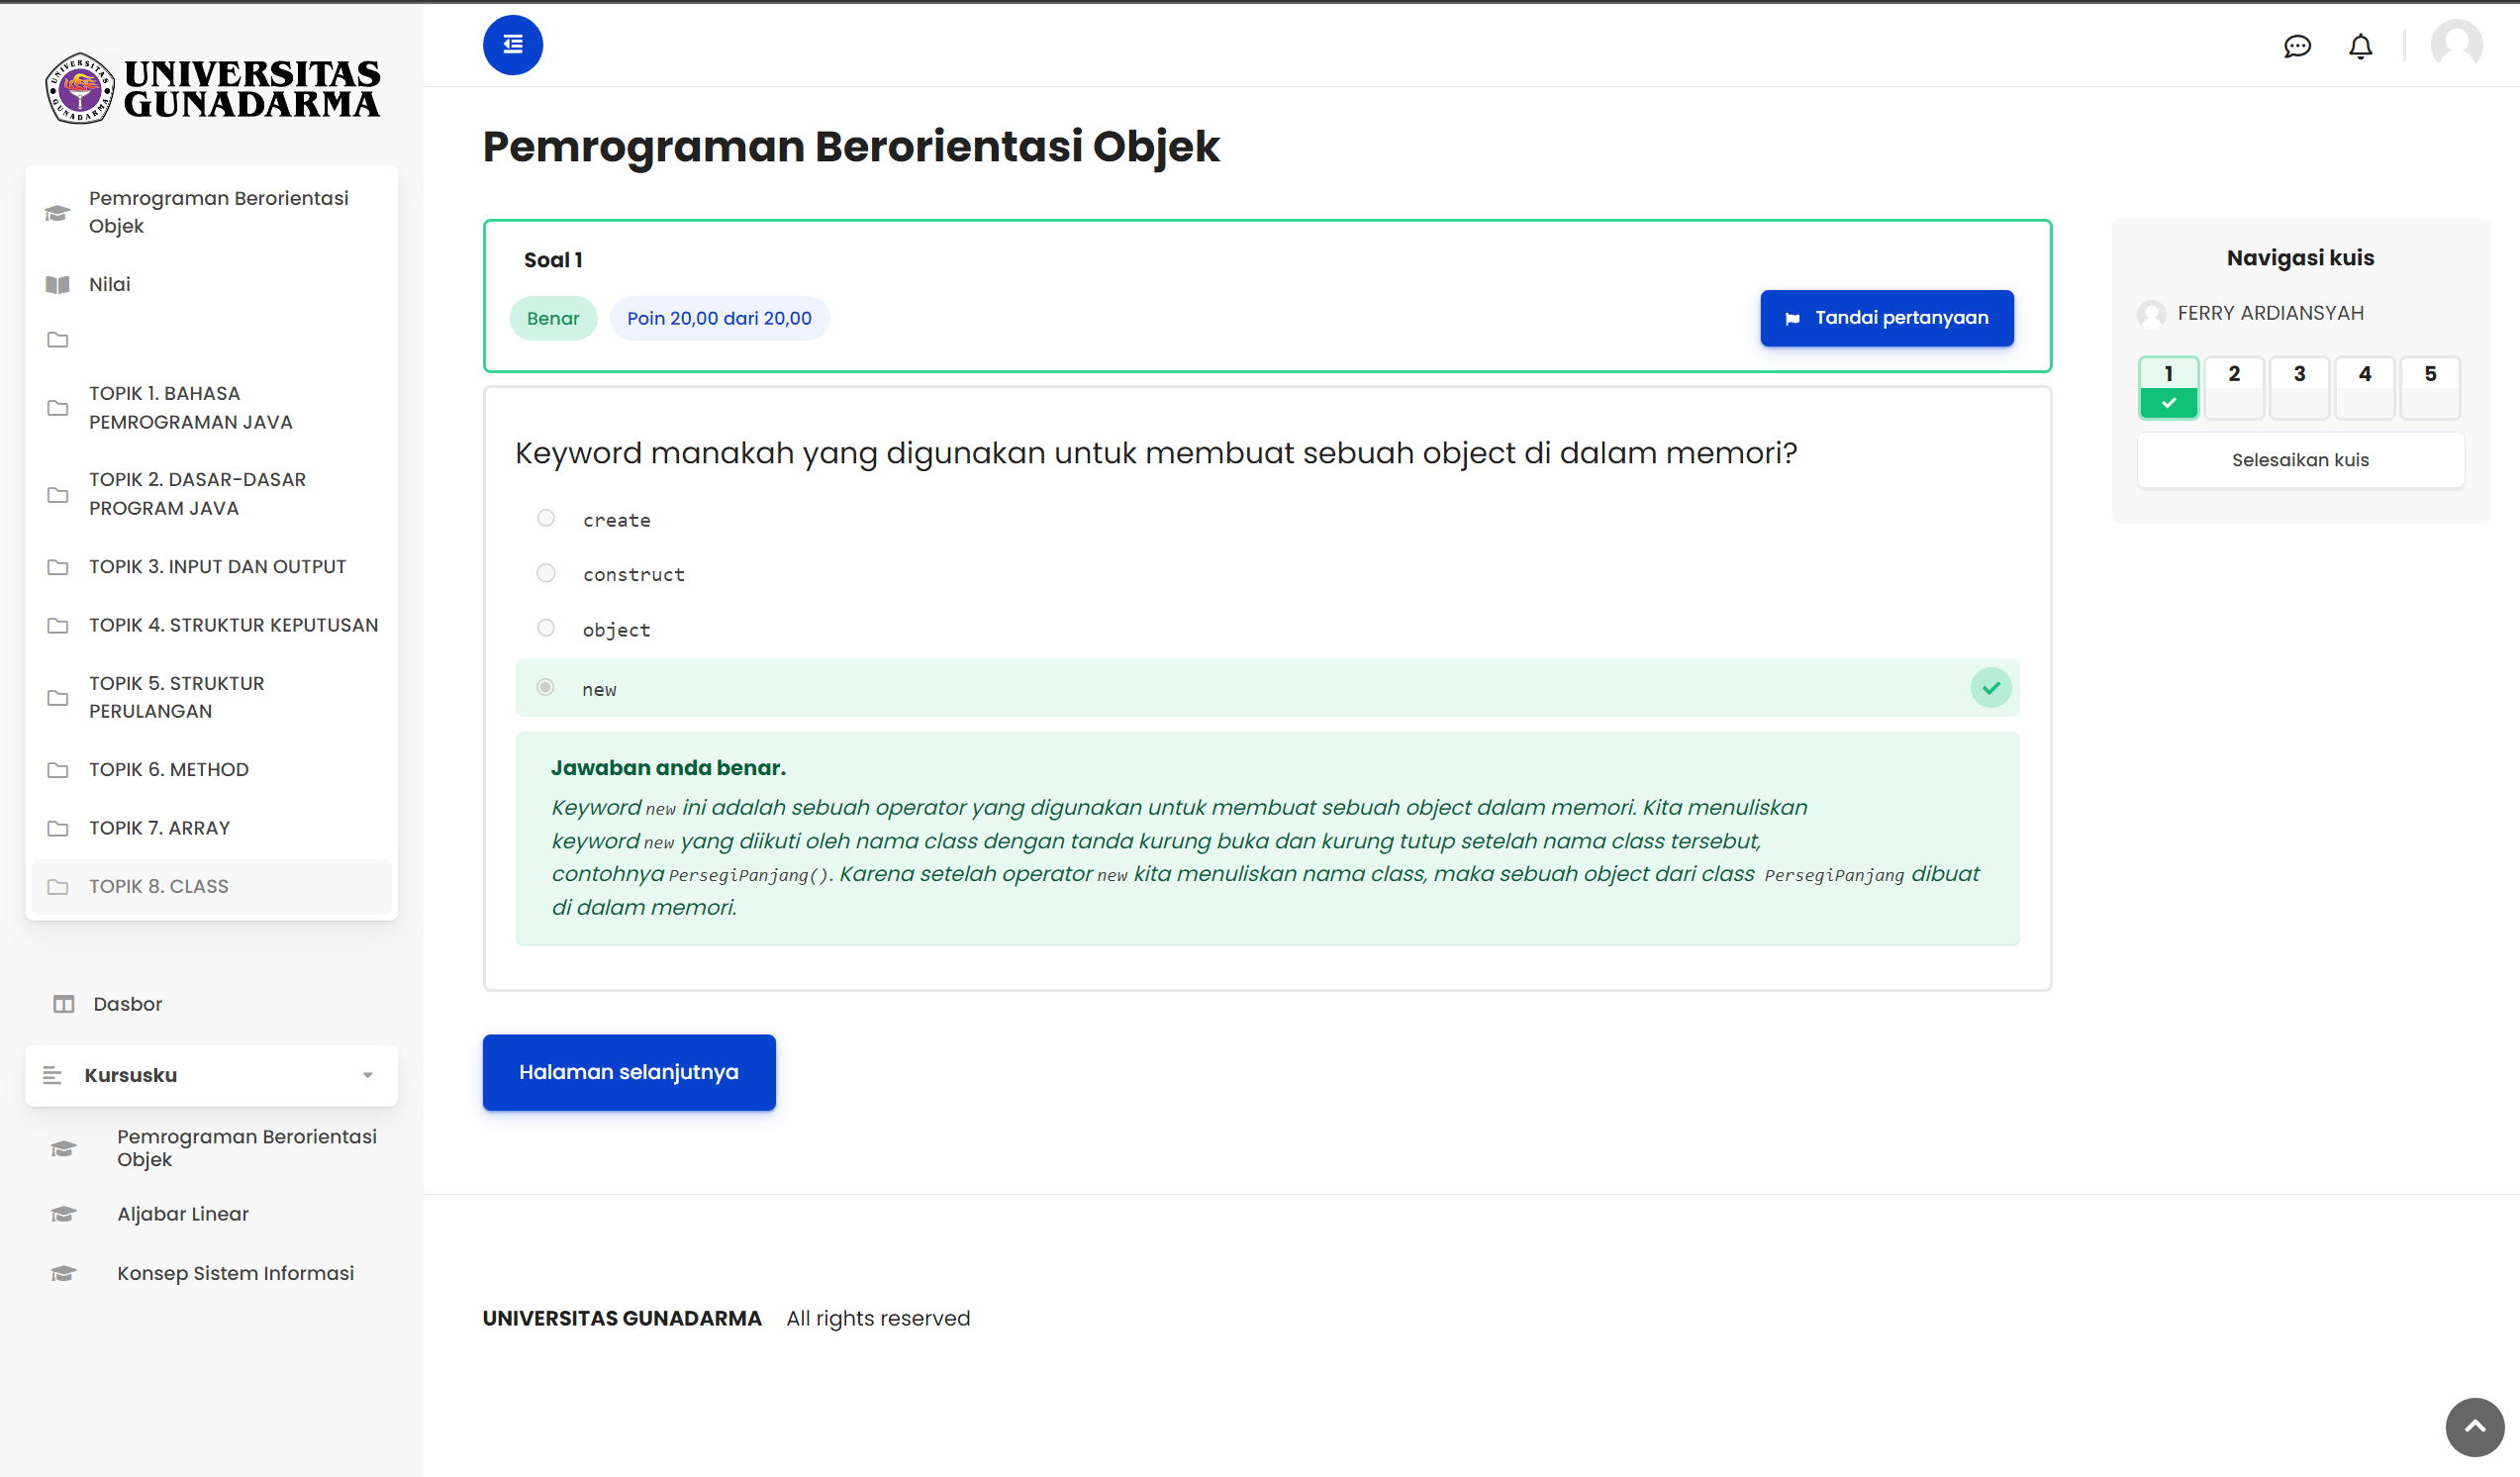 UNIVERSITAS
GUNADARMA
Pemrograman Berorientasi
Objek
Nilai
TOPIK 1. BAHASA
PEMROGRAMAN JAVA
TOPIK 2. DASAR-DASAR
PROGRAM JAVA
TOPIK 3. INPUT DAN OUTPUT
TOPIK 4. STRUKTUR KEPUTUSAN
TOPIK 5. STRUKTUR
PERULANGAN
TOPIK 6. METHOD
TOPIK 7. ARRAY
TOPIK 8. CLASS
Dasbor
Kursusku
Pemrograman Berorientasi
Objek
Aljabar Linear
Konsep Sistem Informasi
Pemrograman Berorientasi Objek
Soal 1
Benar
Poin 20,00 dari 20,00
Tandai pertanyaan
Keyword manakah yang digunakan untuk membuat sebuah object di dalam memori?
create
construct
object
new
Jawaban anda benar.
Keyword new ini adalah sebuah operator yang digunakan untuk membuat sebuah object dalam memori. Kita menuliskan
keyword new yang diikuti oleh nama class dengan tanda kurung buka dan kurung tutup setelah nama class tersebut,
contohnya PersegiPanjang(). Karena setelah operator new kita menuliskan nama class, maka sebuah object dari class PersegiPanjang dibuat
di dalam memori.
Halaman selanjutnya
Navigasi kuis
FERRY ARDIANSYAH
1 2 3 4 5
Selesaikan kuis
UNIVERSITAS GUNADARMA All rights reserved